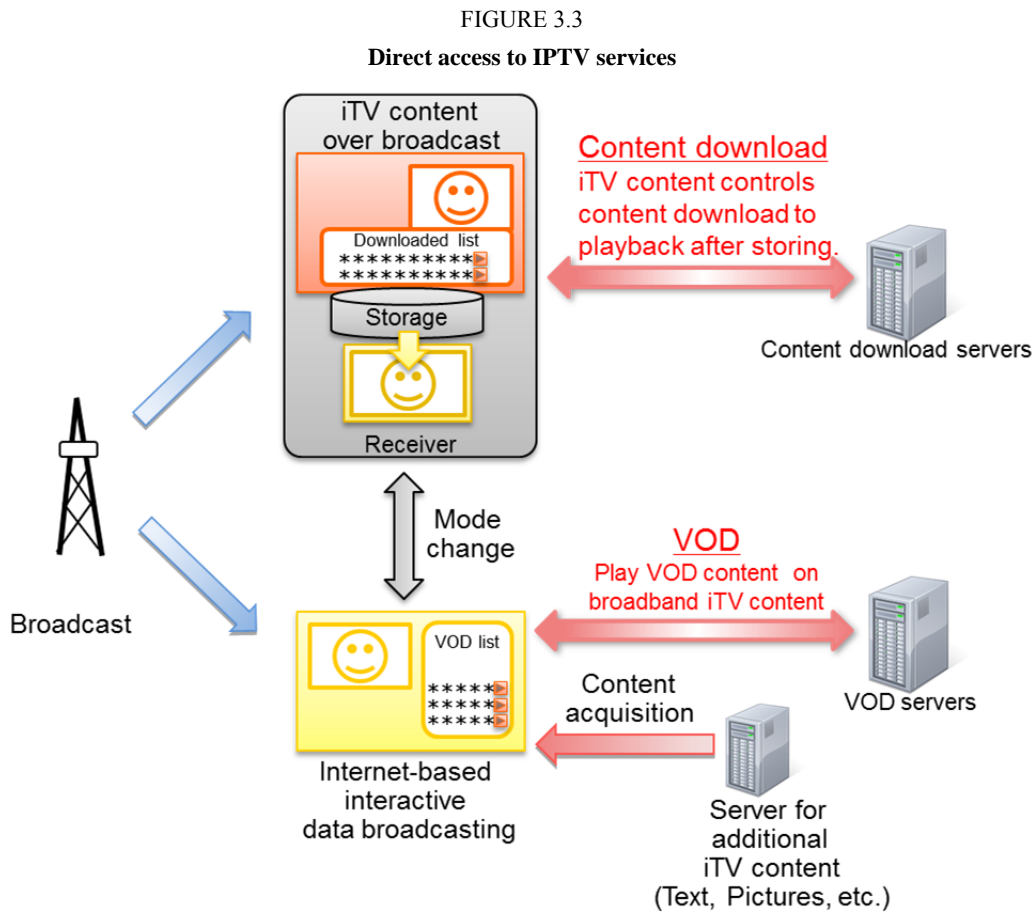 FIGURE 3.3
Direct access to IPTV services
iTV content
over broadcast
Downloaded list
**********
**********
Storage
Receiver
Content download
iTV content controls
content download to
playback after storing.
Content download servers
Broadcast
Mode
change
VOD
Play VOD content on
broadband iTV content
VOD list
*****
*****
*****
VOD servers
Content
acquisition
Internet-based
interactive
data broadcasting
Server for
additional
iTV content
(Text, Pictures, etc.)